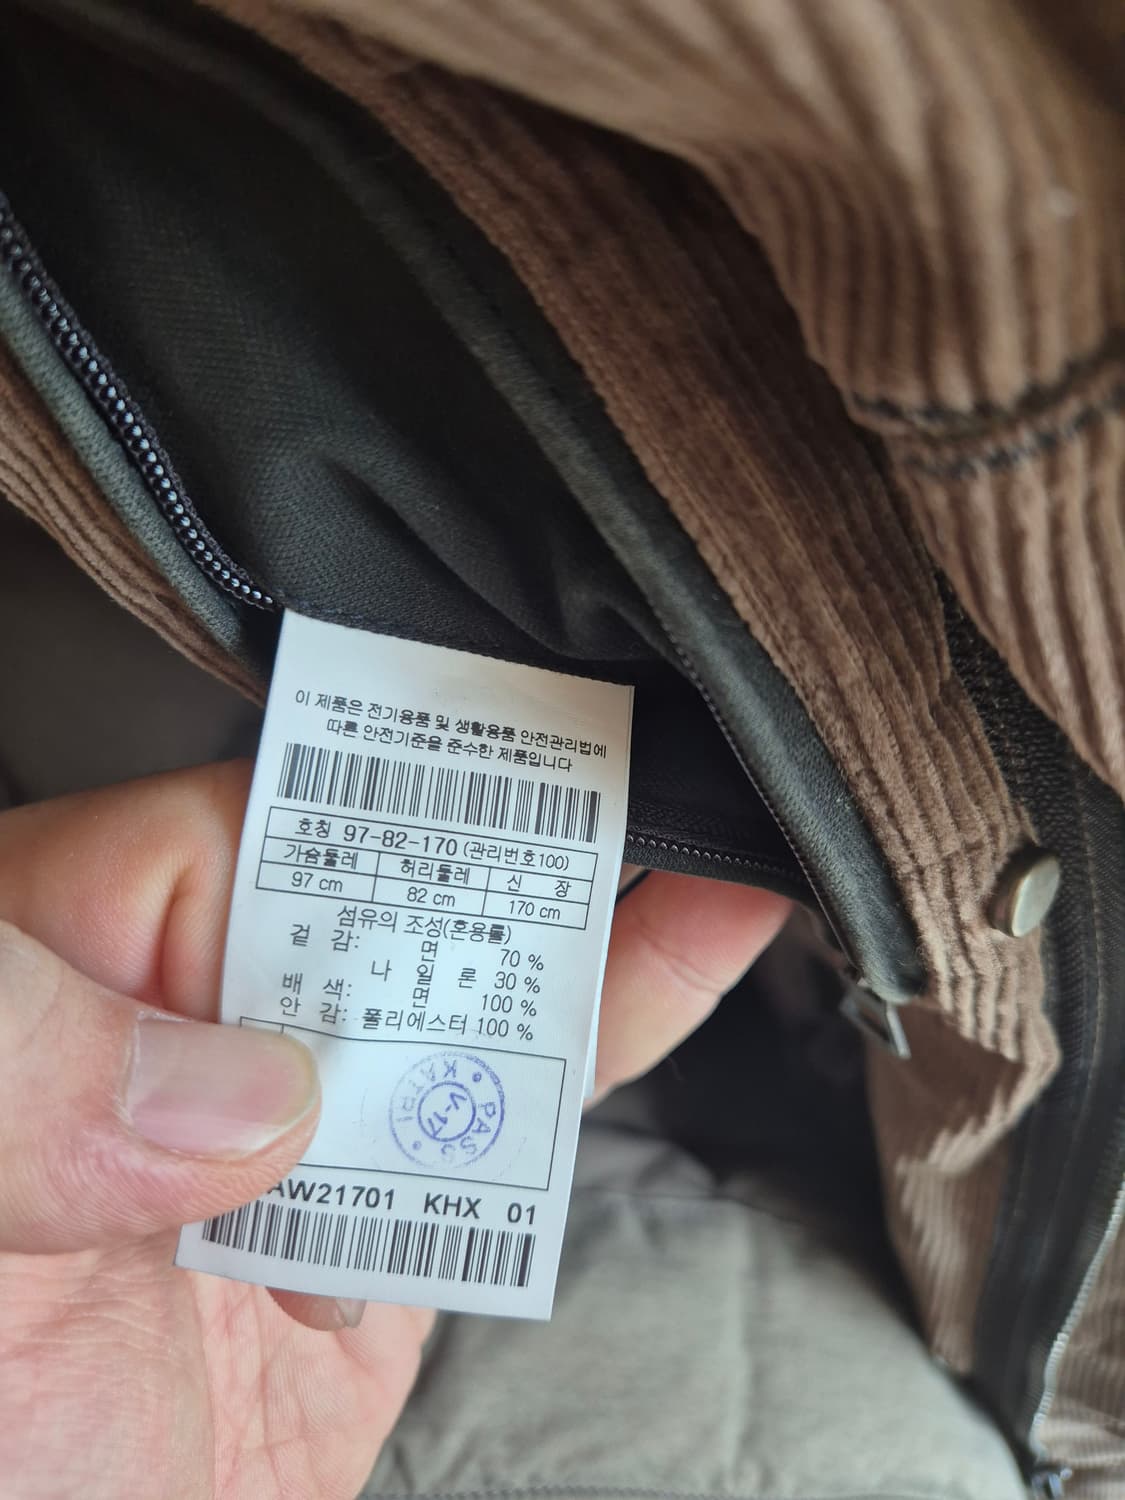 이 제품은 전기용품 및 생활용품 안전관리법에
따른 안전기준을 준수한 제품입니다
호칭 97-82-170 (관리번호100)
가슴둘레 허리둘레 신 장
97 cm 82 cm 170 cm
섬유의 조성(혼용률)
겉 감: 면 70 %
나 일 론 30 %
배 색: 면 100 %
안 감: 폴리에스터 100 %
KATRI PASS
V-17
AW21701 KHX 01